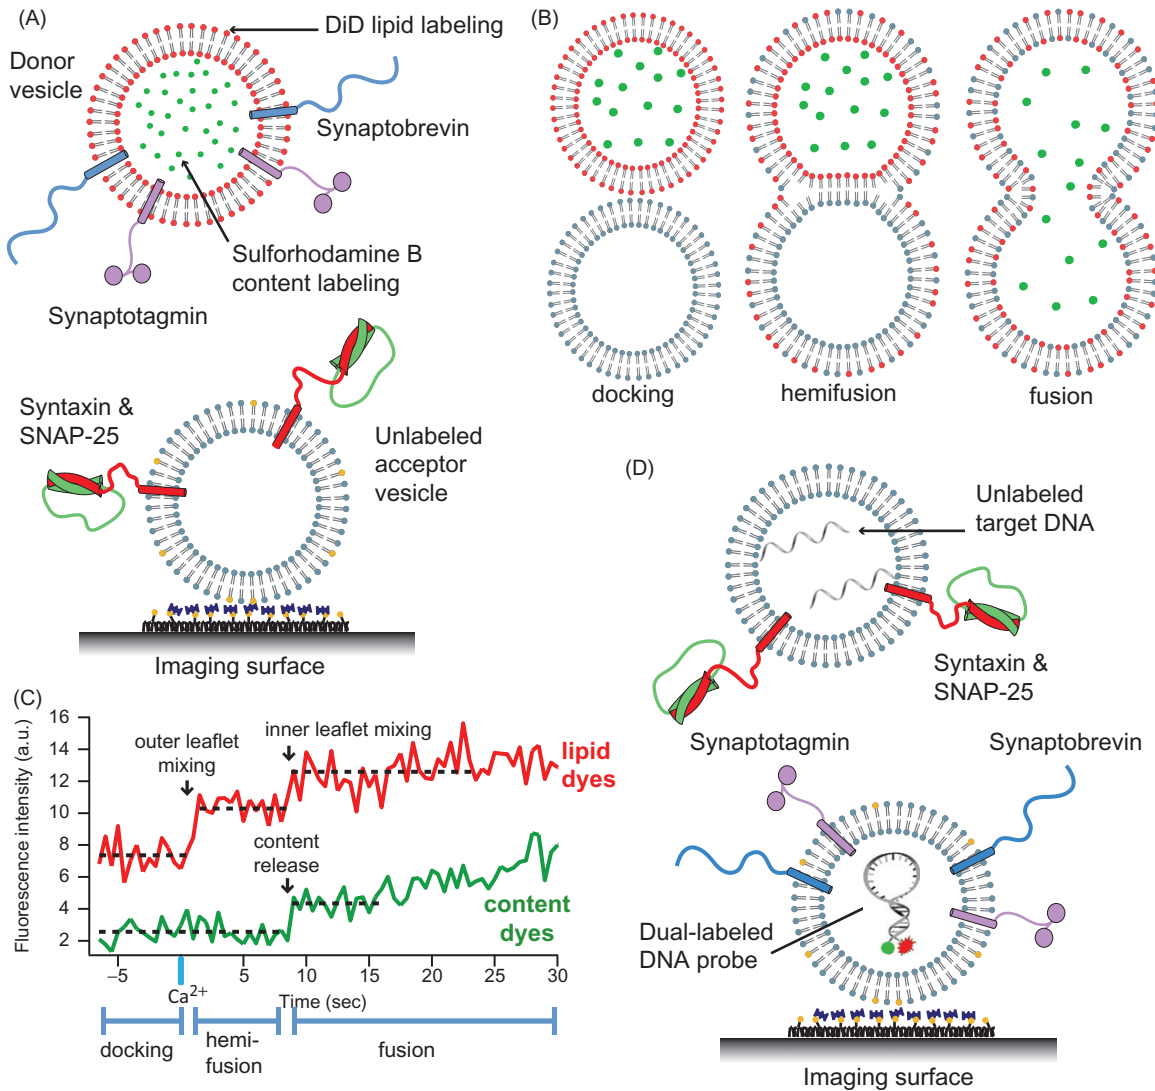 (A)
DiD lipid labeling
Donor
vesicle
Synaptobrevin
Sulforhodamine B
content labeling
Synaptotagmin
Syntaxin &
SNAP-25
Unlabeled
acceptor
vesicle
Imaging surface
(B)
docking
hemifusion
fusion
(C)
Fluorescence intensity (a.u.)
16
14
12
10
8
6
4
2
outer leaflet
mixing
inner leaflet mixing
lipid
dyes
content
release
content
dyes
-5
5
10
15
20
25
30
Ca2+
Time (sec)
docking
hemi-
fusion
fusion
(D)
Unlabeled
target DNA
Syntaxin &
SNAP-25
Synaptotagmin
Synaptobrevin
Dual-labeled
DNA probe
Imaging surface